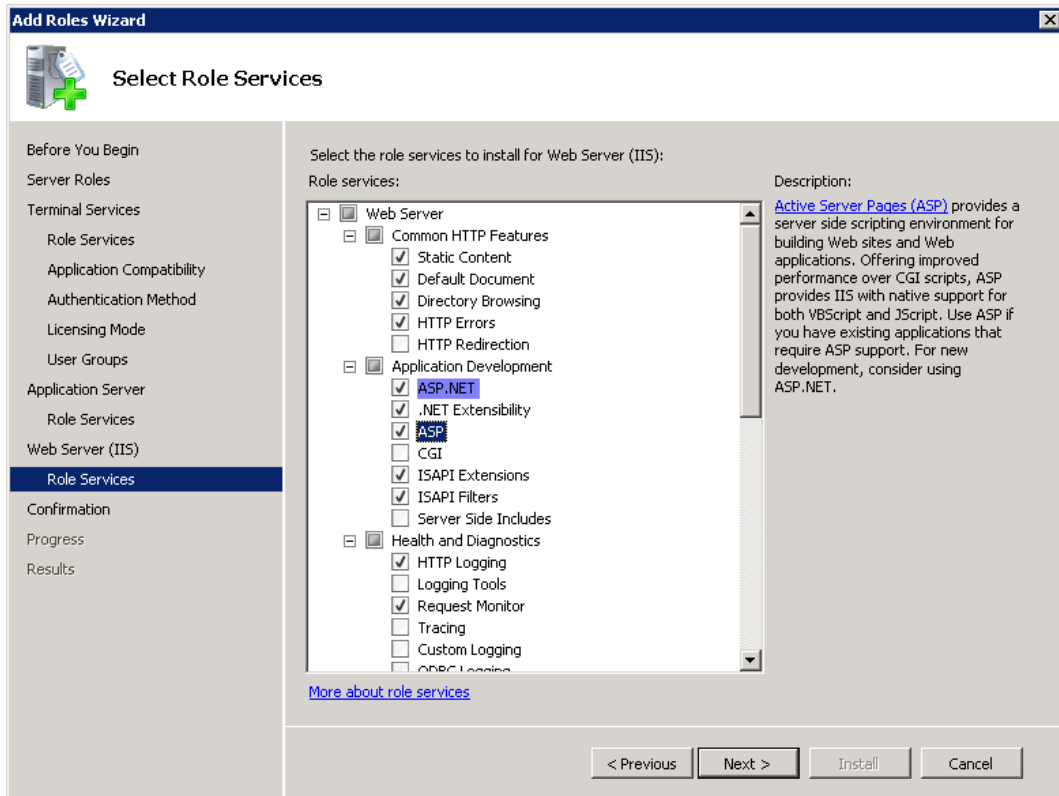 Add Roles Wizard
Select Role Services
Before You Begin
Server Roles
Terminal Services
Role Services
Application Compatibility
Authentication Method
Licensing Mode
User Groups
Application Server
Role Services
Web Server (IIS)
Role Services
Confirmation
Progress
Results
Select the role services to install for Web Server (IIS):
Role services:
Web Server
Common HTTP Features
Static Content
Default Document
Directory Browsing
HTTP Errors
HTTP Redirection
Application Development
ASP.NET
.NET Extensibility
ASP
CGI
ISAPI Extensions
ISAPI Filters
Server Side Includes
Health and Diagnostics
HTTP Logging
Logging Tools
Request Monitor
Tracing
Custom Logging
ODBC Logging
More about role services
Description:
Active Server Pages (ASP) provides a
server side scripting environment for
building Web sites and Web
applications. Offering improved
performance over CGI scripts, ASP
provides IIS with native support for
both VBScript and JScript. Use ASP if
you have existing applications that
require ASP support. For new
development, consider using
ASP.NET.
< Previous
Next >
Install
Cancel